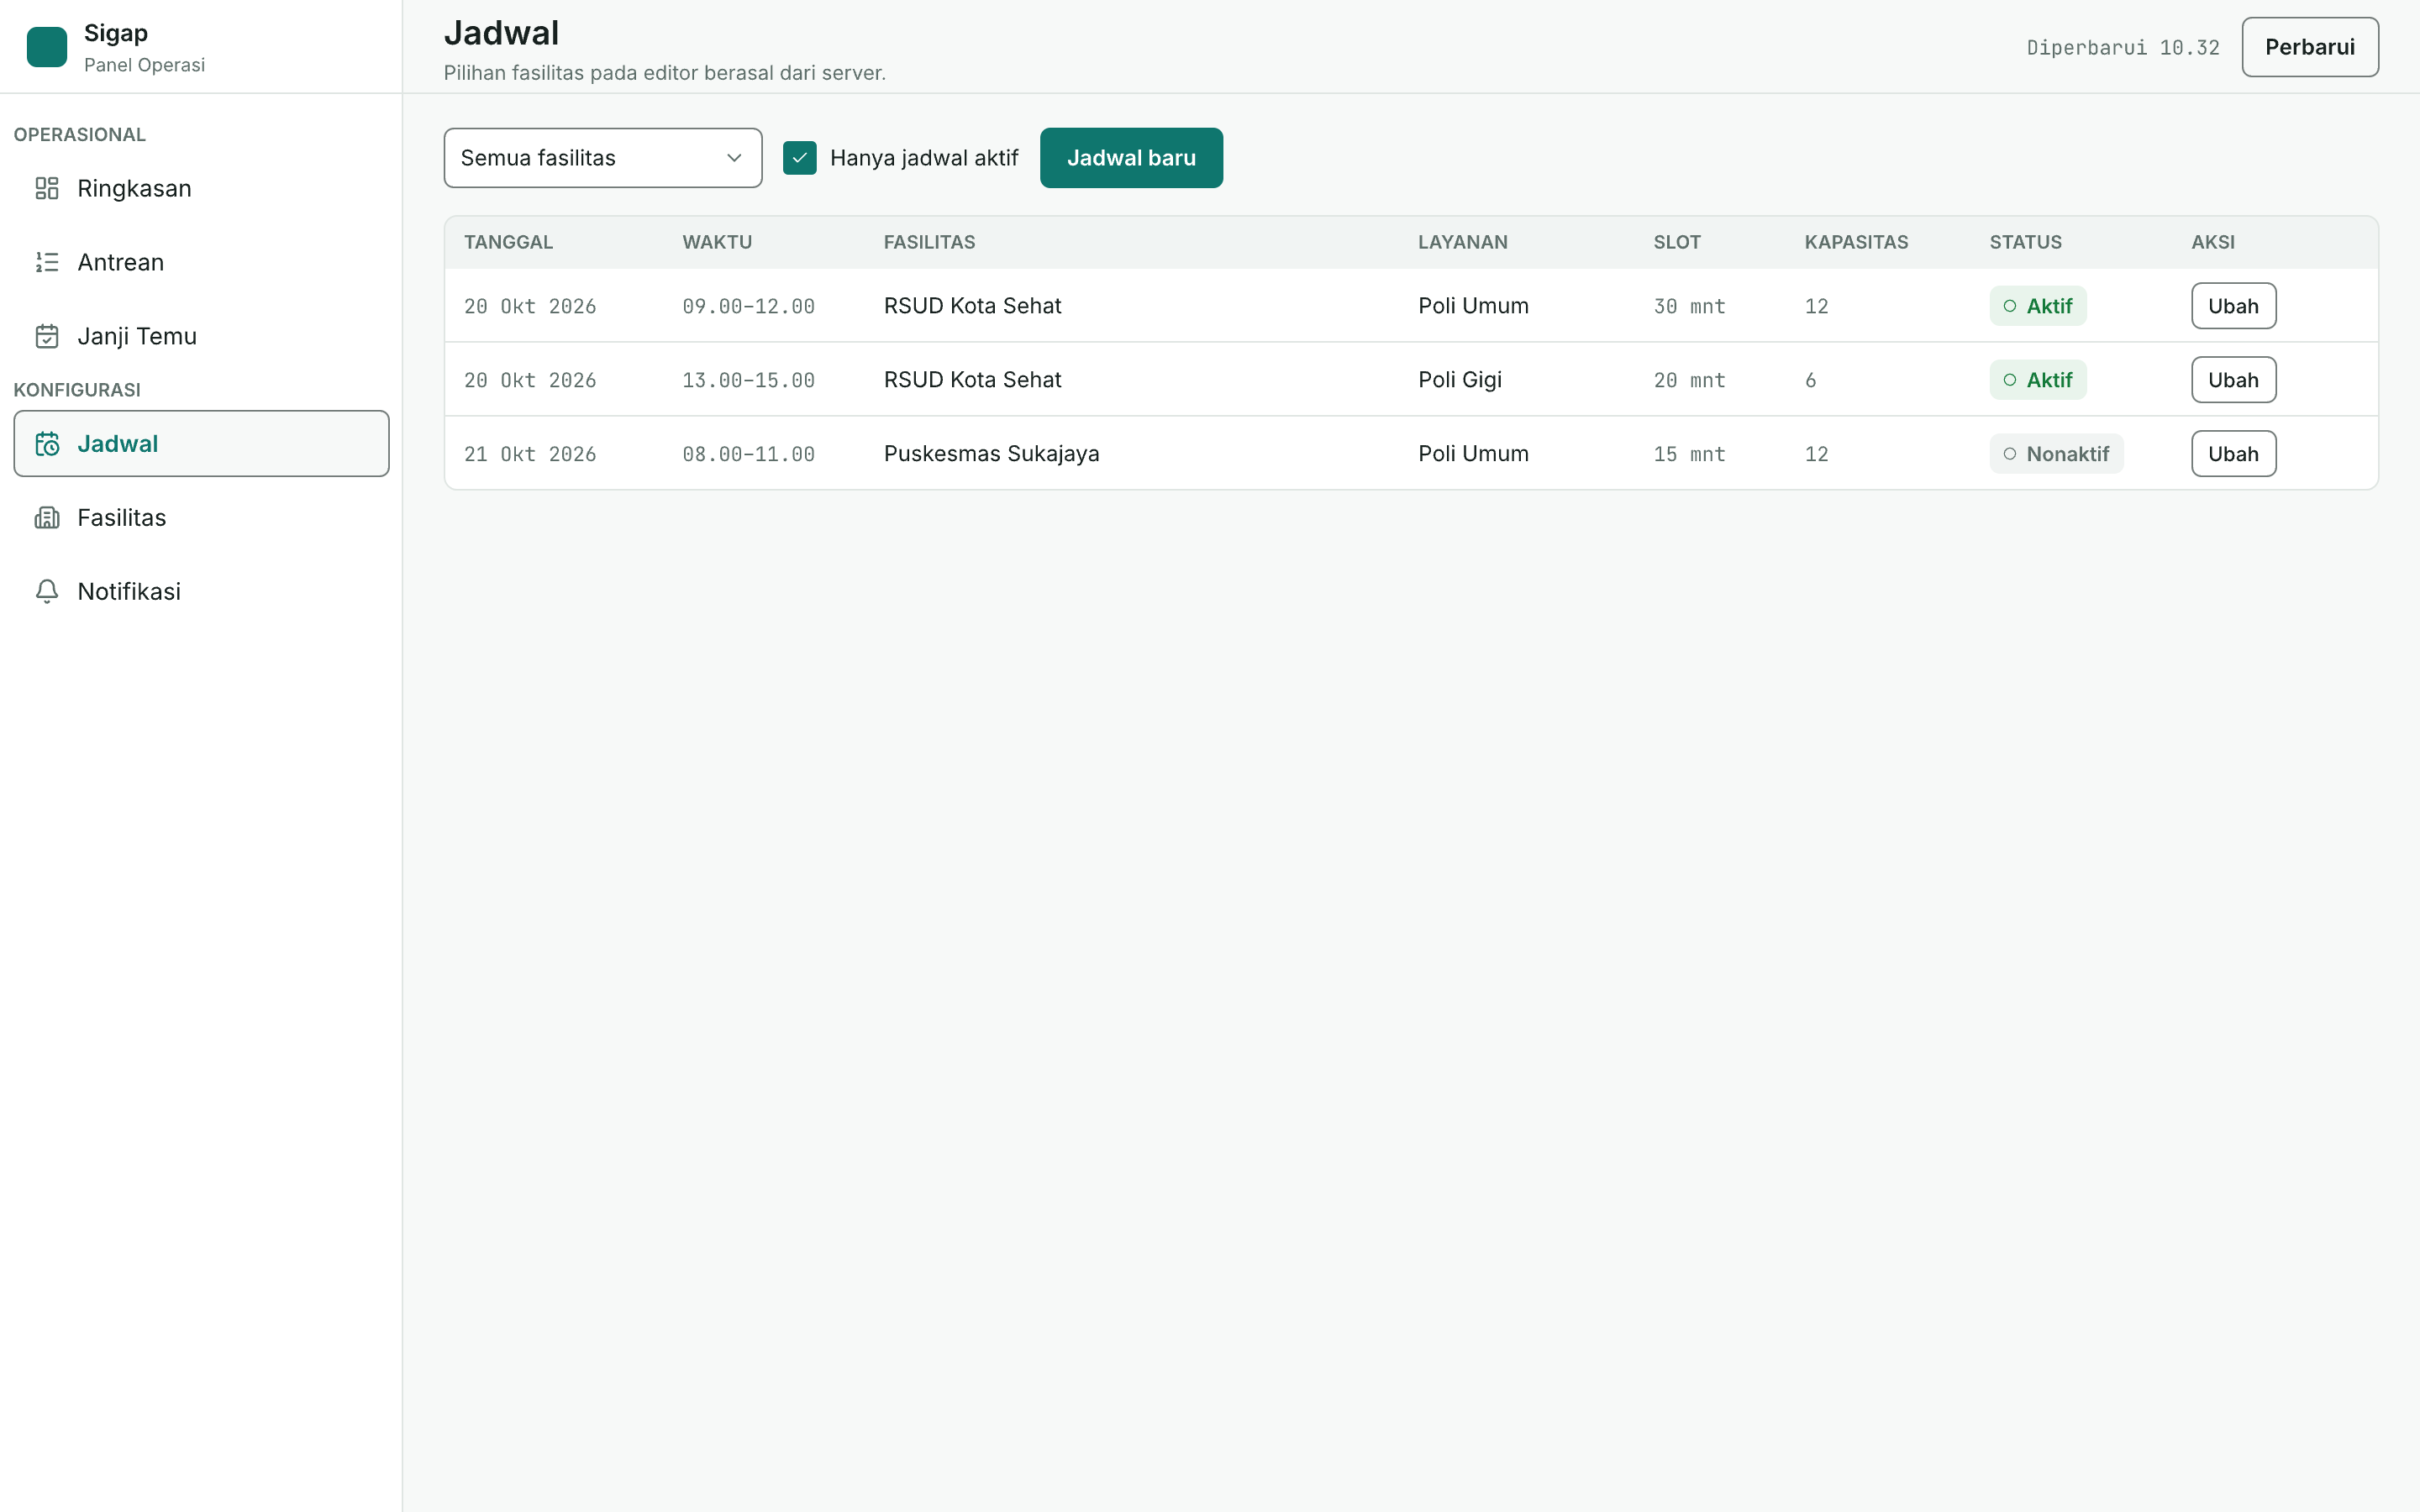 Sigap
Panel Operasi
OPERASIONAL
Ringkasan
Antrean
Janji Temu
KONFIGURASI
Jadwal
Fasilitas
Notifikasi
Jadwal
Pilihan fasilitas pada editor berasal dari server.
Diperbarui 10.32
Perbarui
Semua fasilitas
Hanya jadwal aktif
Jadwal baru
TANGGAL WAKTU FASILITAS LAYANAN SLOT KAPASITAS STATUS AKSI
20 Okt 2026 09.00–12.00 RSUD Kota Sehat Poli Umum 30 mnt 12 Aktif Ubah
20 Okt 2026 13.00–15.00 RSUD Kota Sehat Poli Gigi 20 mnt 6 Aktif Ubah
21 Okt 2026 08.00–11.00 Puskesmas Sukajaya Poli Umum 15 mnt 12 Nonaktif Ubah